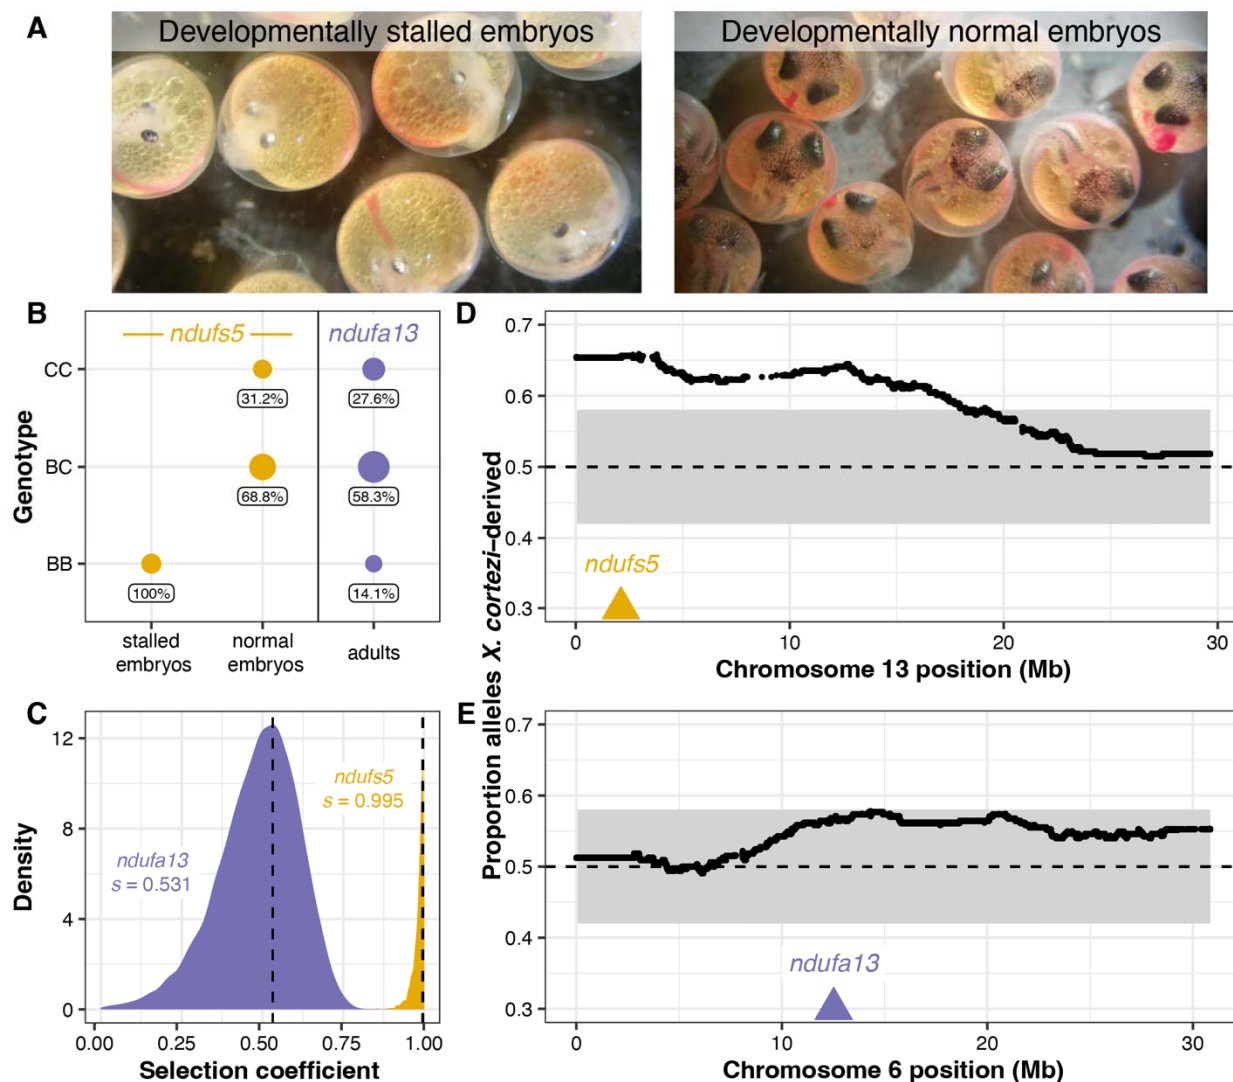 A
Developmentally stalled embryos
Developmentally normal embryos
B
ndufs5
ndufa13
CC
31.2%
27.6%
BC
68.8%
58.3%
BB
100%
14.1%
Genotype
stalled
embryos
normal
embryos
adults
C
12
8
4
0
Density
ndufa13
s = 0.531
ndufs5
s = 0.995
0.00
0.25
0.50
0.75
1.00
Selection coefficient
Proportion alleles X. cortezi–derived
D
0.7
0.6
0.5
0.4
0.3
ndufs5
0
10
20
30
Chromosome 13 position (Mb)
E
0.7
0.6
0.5
0.4
0.3
ndufa13
0
10
20
30
Chromosome 6 position (Mb)